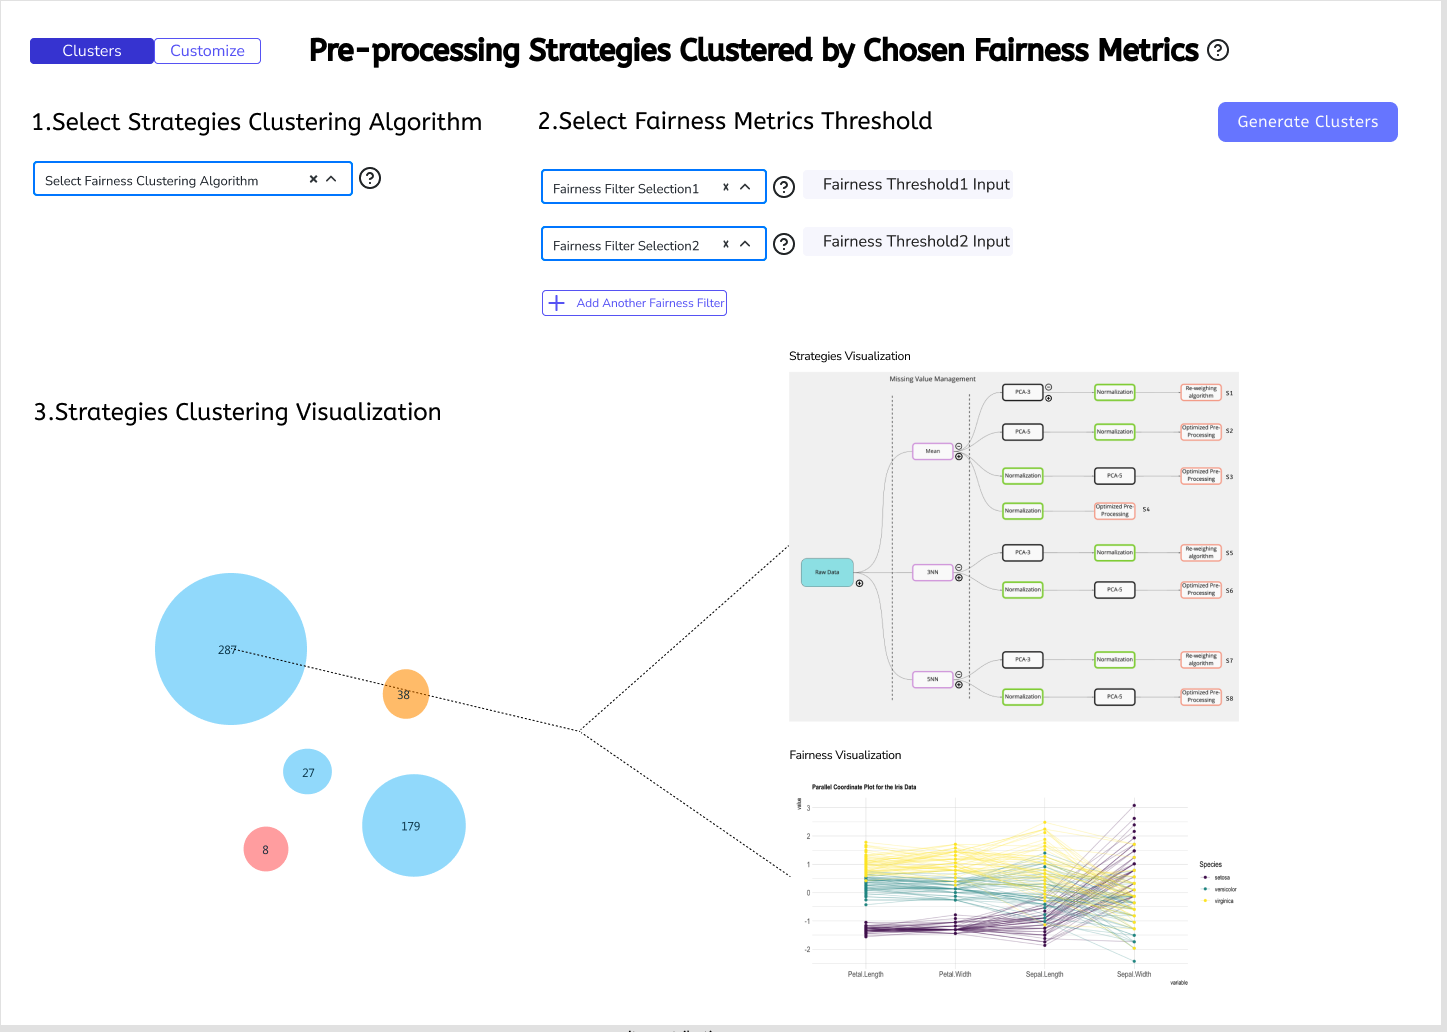 Clusters
Customize
Pre-processing Strategies Clustered by Chosen Fairness Metrics ?
1.Select Strategies Clustering Algorithm
2.Select Fairness Metrics Threshold
Generate Clusters
Select Fairness Clustering Algorithm x
?
Fairness Filter Selection1 x
?
Fairness Threshold1 Input
Fairness Filter Selection2 x
?
Fairness Threshold2 Input
+ Add Another Fairness Filter
3.Strategies Clustering Visualization
287
38
27
179
8
Strategies Visualization
Missing Value Management
PCA-3
Normalization
Re-weighing
algorithm
S1
PCA-5
Normalization
Optimized Pre-
Processing
S2
Mean
Normalization
PCA-5
Optimized Pre-
Processing
S3
Normalization
Optimized Pre-
Processing
S4
Raw Data
3NN
PCA-3
Normalization
Re-weighing
algorithm
S5
Normalization
PCA-5
Optimized Pre-
Processing
S6
5NN
PCA-3
Normalization
Re-weighing
algorithm
S7
Normalization
PCA-5
Optimized Pre-
Processing
S8
Fairness Visualization
Parallel Coordinate Plot for the Iris Data
value
3
2
1
0
-1
-2
Petal.Length
Petal.Width
Sepal.Length
Sepal.Width
variable
Species
setosa
versicolor
virginica